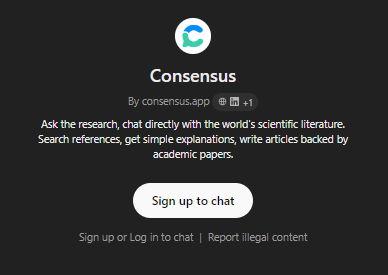 Consensus
By consensus.app +1
Ask the research, chat directly with the world's scientific literature.
Search references, get simple explanations, write articles backed by
academic papers.
Sign up to chat
Sign up or Log in to chat | Report illegal content